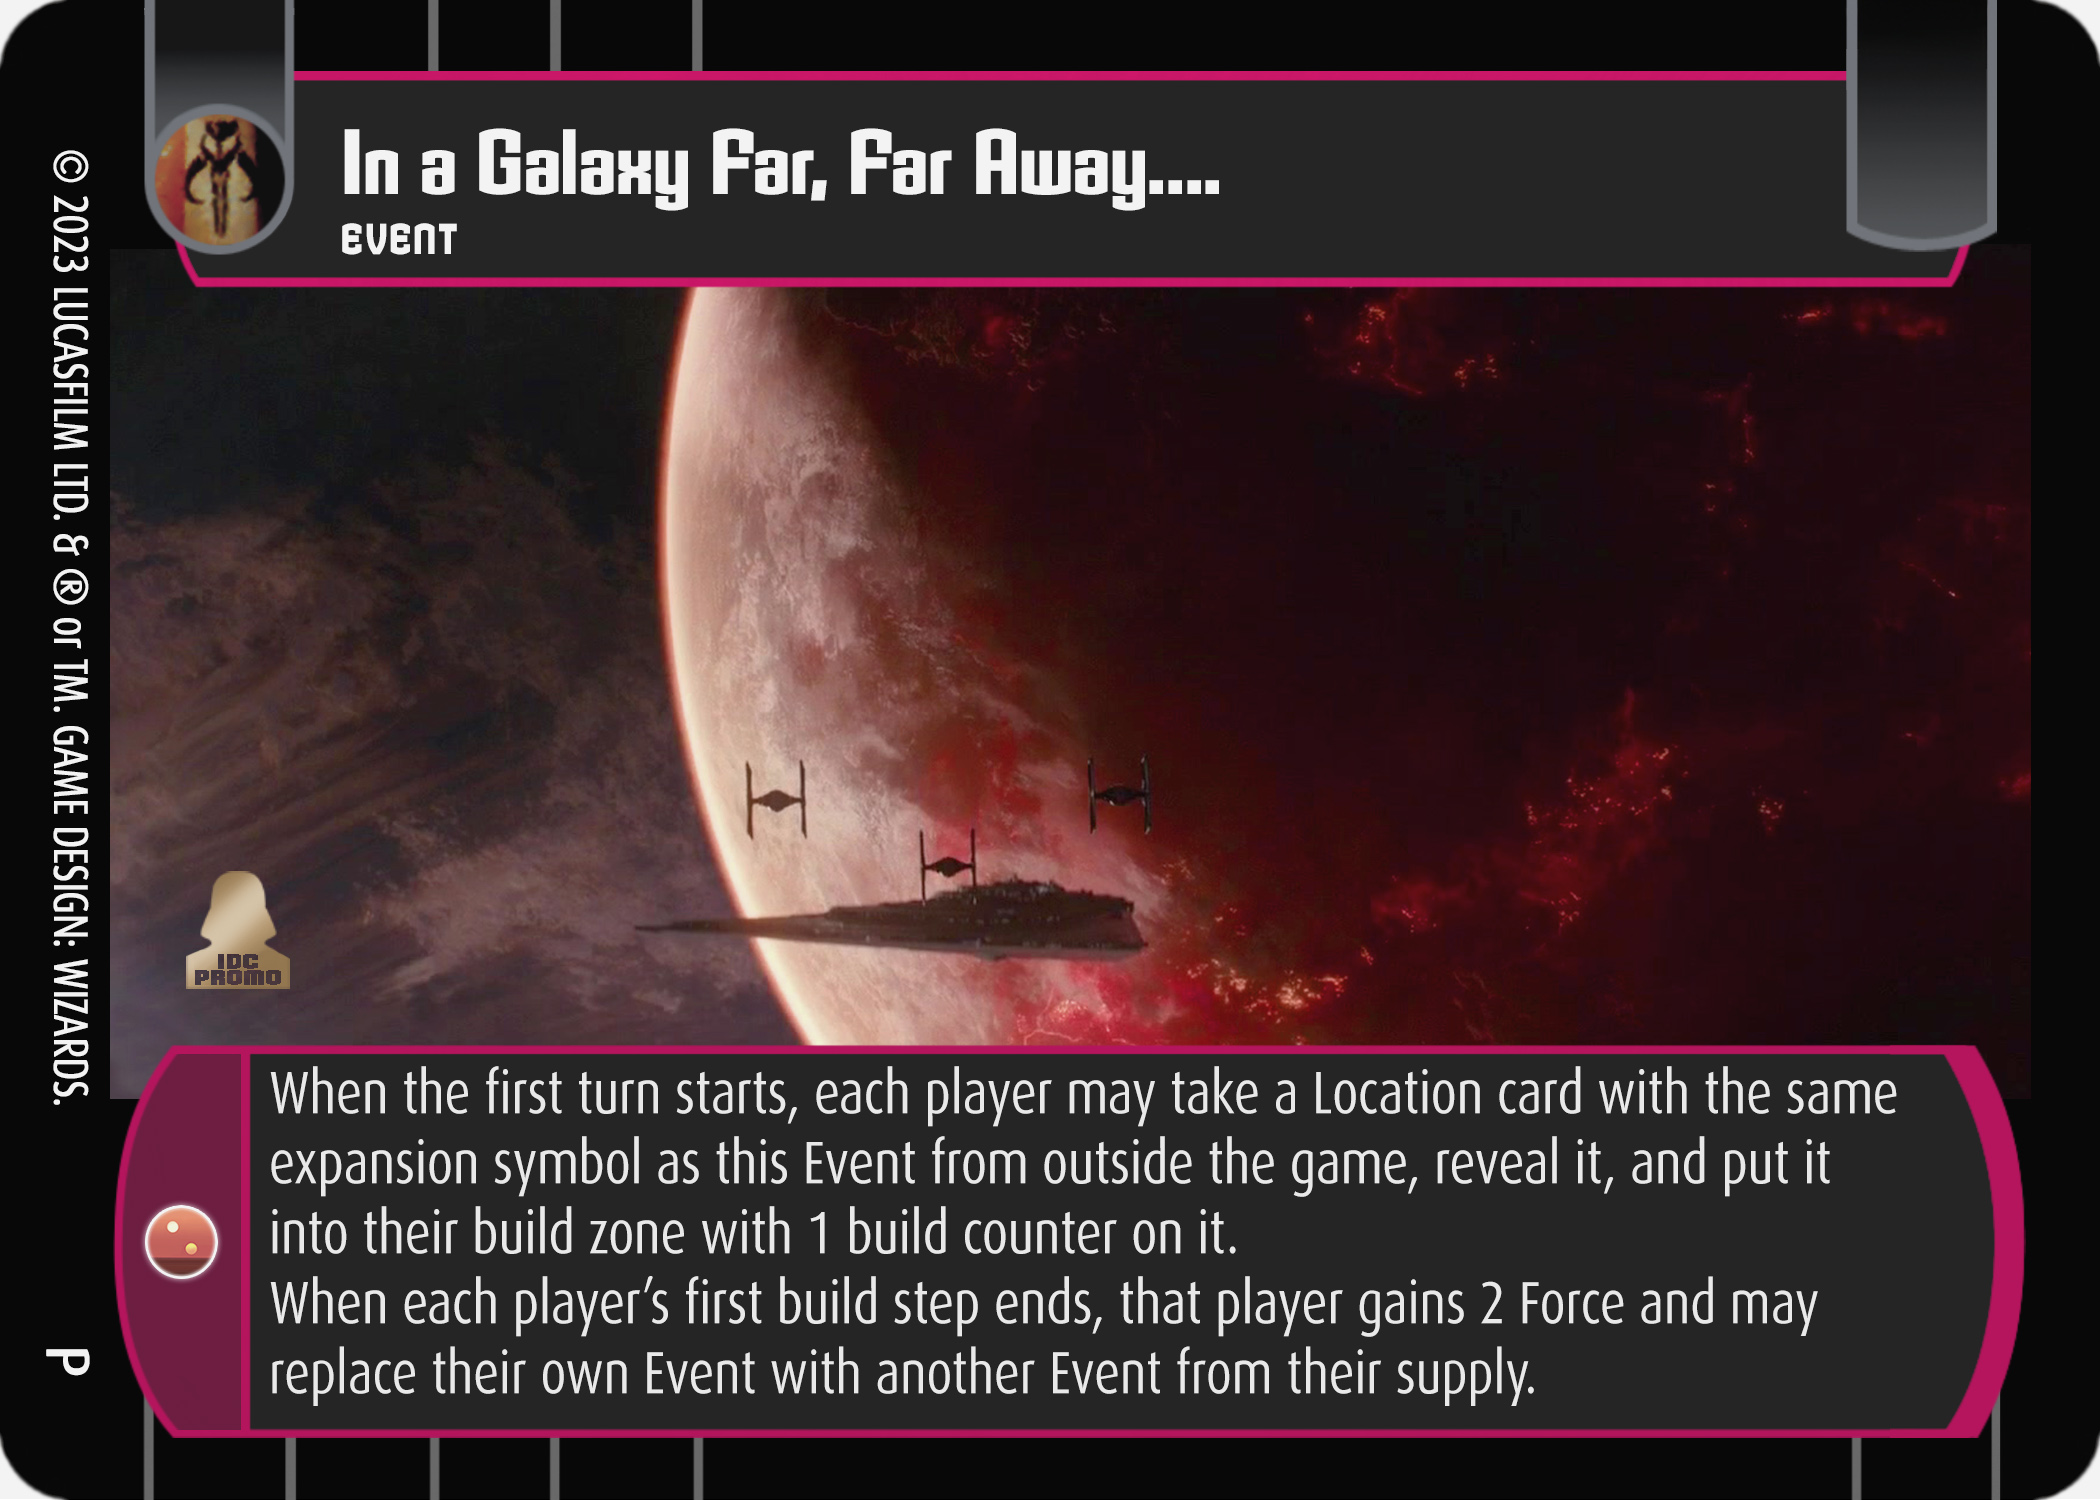 In a Galaxy Far, Far Away....
EVENT
© 2023 LUCASFILM LTD. & ® or TM. GAME DESIGN: WIZARDS.
IDC
PROMO
When the first turn starts, each player may take a Location card with the same
expansion symbol as this Event from outside the game, reveal it, and put it
into their build zone with 1 build counter on it.
When each player's first build step ends, that player gains 2 Force and may
replace their own Event with another Event from their supply.
P